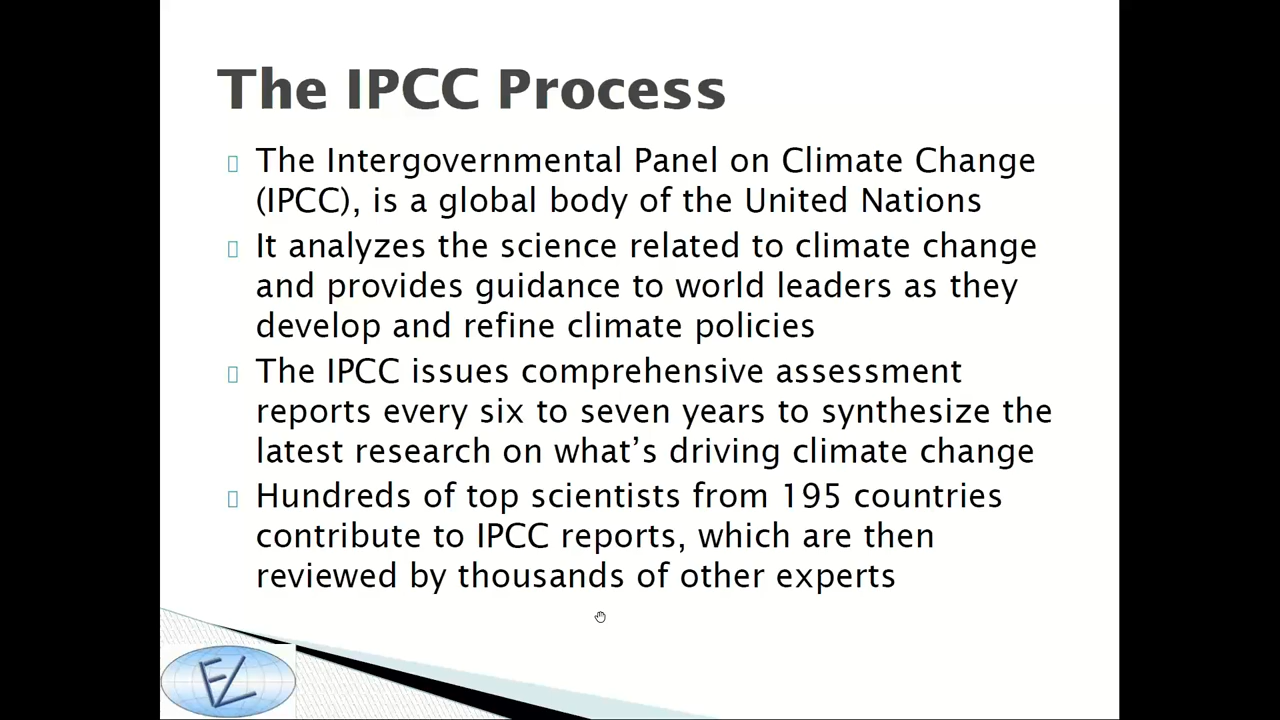 The IPCC Process
The Intergovernmental Panel on Climate Change
(IPCC), is a global body of the United Nations
It analyzes the science related to climate change
and provides guidance to world leaders as they
develop and refine climate policies
The IPCC issues comprehensive assessment
reports every six to seven years to synthesize the
latest research on what’s driving climate change
Hundreds of top scientists from 195 countries
contribute to IPCC reports, which are then
reviewed by thousands of other experts